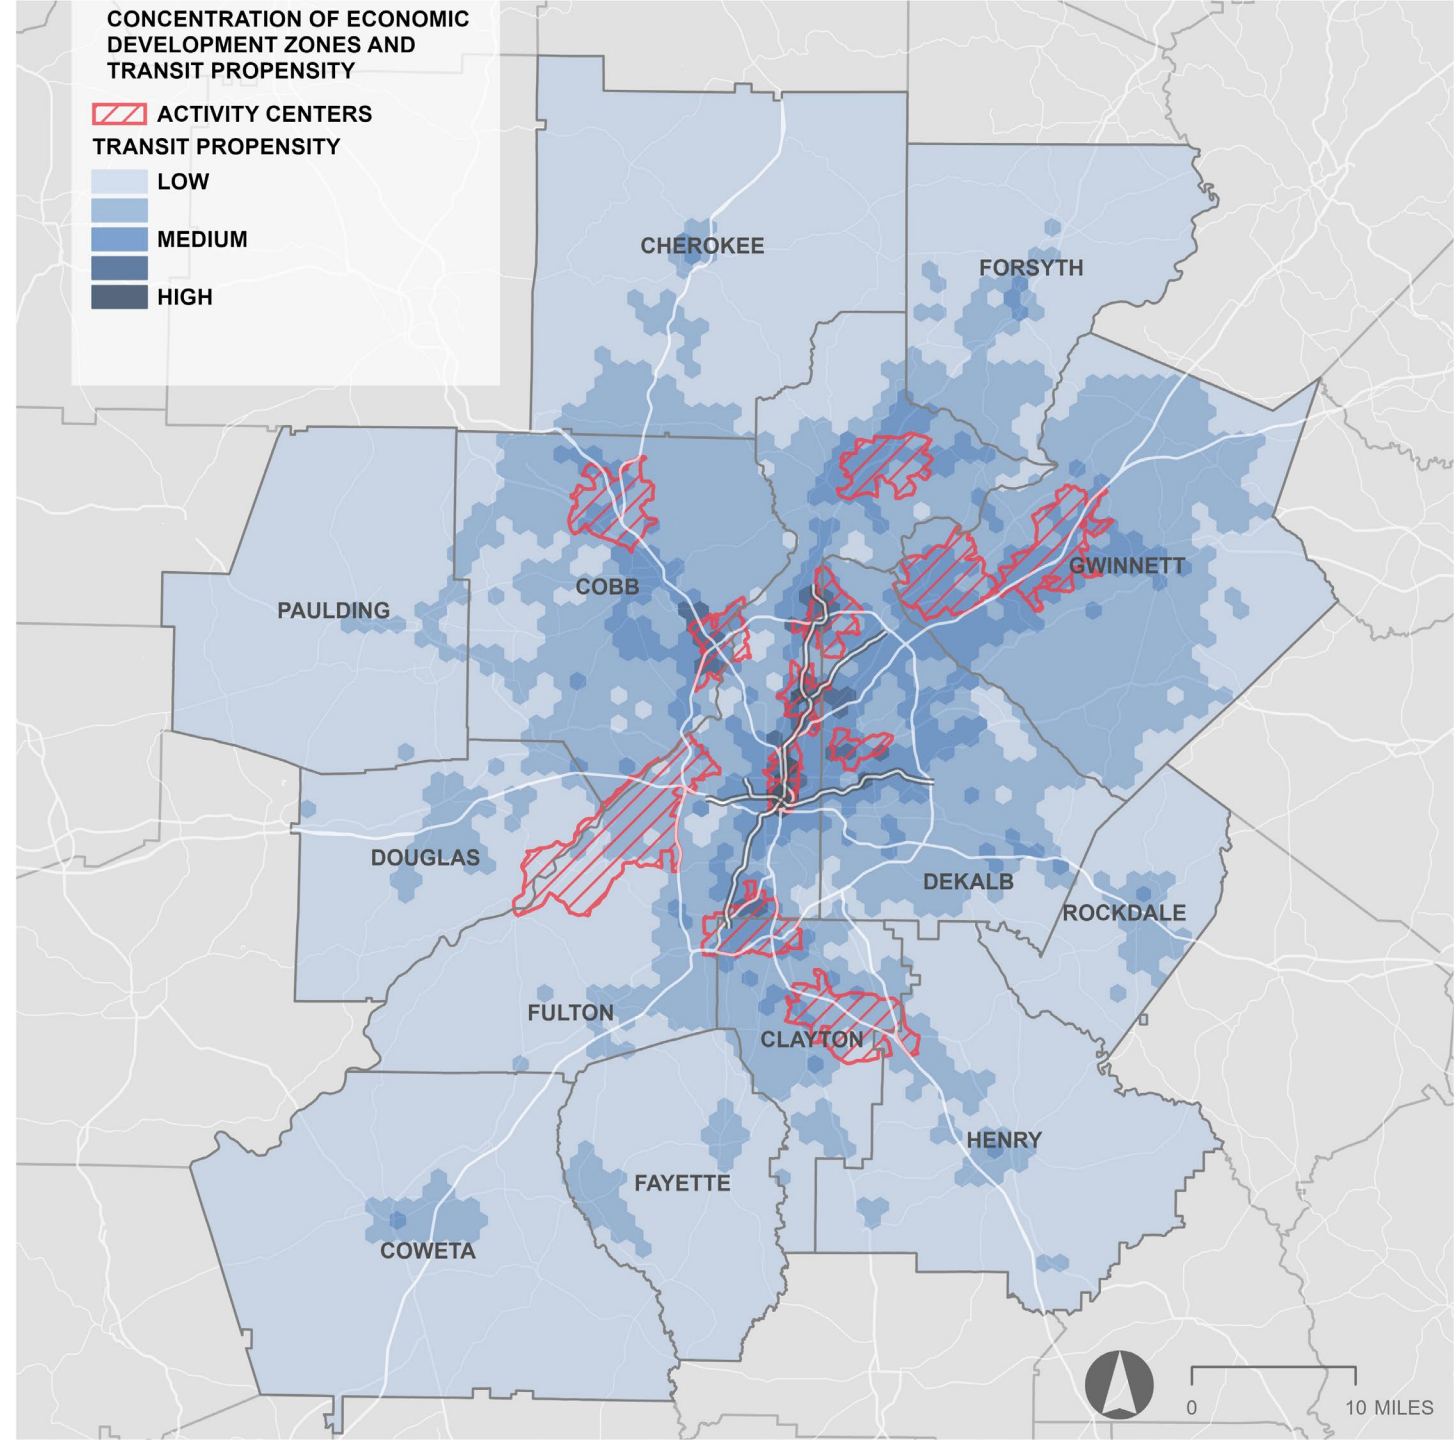 CONCENTRATION OF ECONOMIC
DEVELOPMENT ZONES AND
TRANSIT PROPENSITY
ACTIVITY CENTERS
TRANSIT PROPENSITY
LOW
MEDIUM
HIGH
CHEROKEE
FORSYTH
COBB
GWINNETT
PAULDING
DOUGLAS
DEKALB
ROCKDALE
FULTON
CLAYTON
HENRY
FAYETTE
COWETA
0 10 MILES